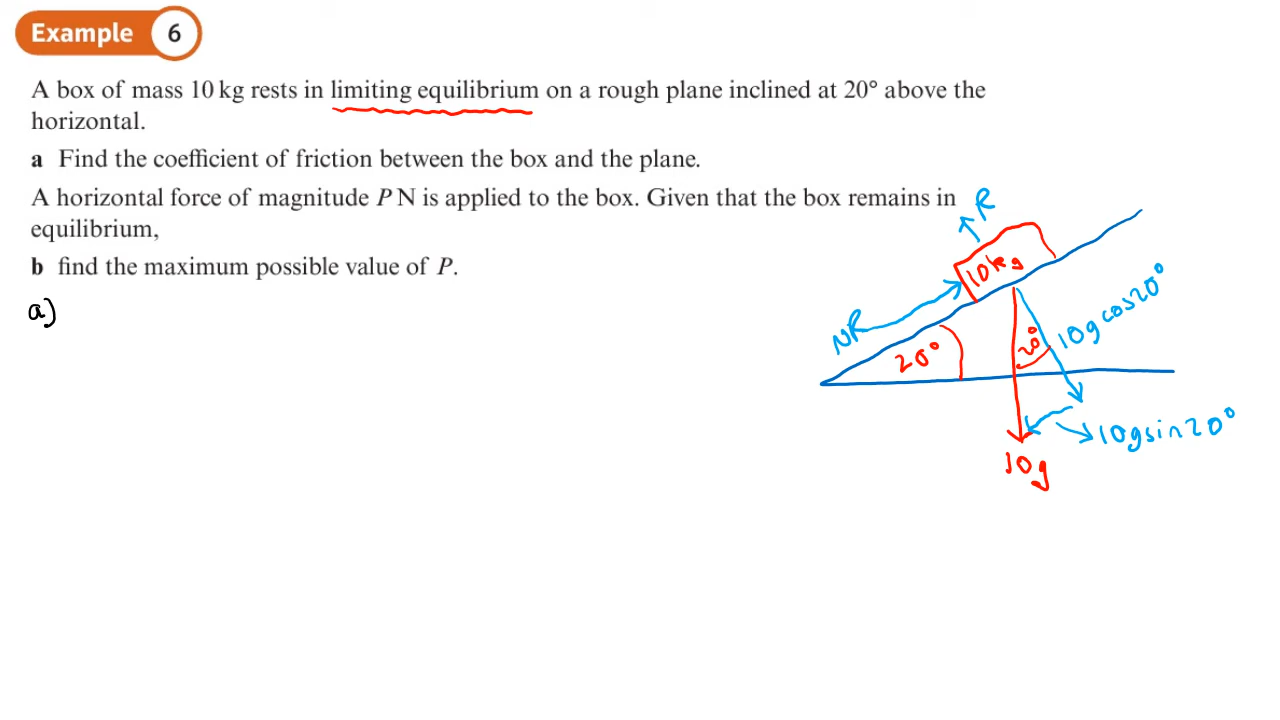 Example 6
A box of mass 10 kg rests in limiting equilibrium on a rough plane inclined at 20° above the
horizontal.
a Find the coefficient of friction between the box and the plane.
A horizontal force of magnitude P N is applied to the box. Given that the box remains in
equilibrium,
b find the maximum possible value of P.
a)
R
10kg
NR
20°
20°
10gcos20°
10gsin20°
10g